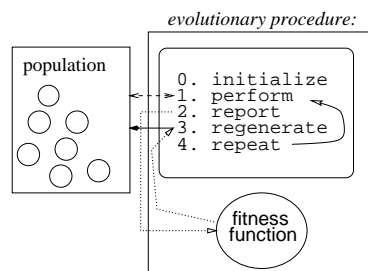 evolutionary procedure:
population
0. initialize
1. perform
2. report
3. regenerate
4. repeat
fitness
function